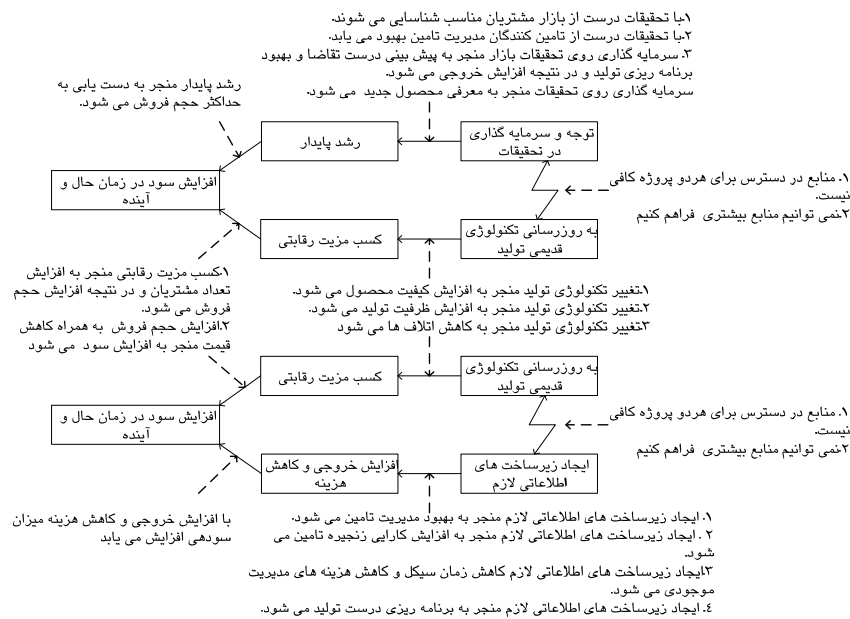 ۱.با تحقیقات درست از بازار مشتریان مناسب شناسایی می شوند.
۲.با تحقیقات درست از تامین کنندگان مدیریت تامین بهبود می یابد.
۳. سرمایه گذاری روی تحقیقات بازار منجر به پیش بینی درست تقاضا و بهبود
برنامه ریزی تولید و در نتیجه افزایش خروجی می شود.
سرمایه گذاری روی تحقیقات منجر به معرفی محصول جدید می شود.
رشد پایدار منجر به دست یابی به
حداکثر حجم فروش می شود.
توجه و سرمایه گذاری
در تحقیقات
رشد پایدار
افزایش سود در زمان حال و
آینده
۱. منابع در دسترس برای هردو پروژه کافی
نیست.
۲.نمی توانیم منابع بیشتری فراهم کنیم
به روزرسانی تکنولوژی
قدیمی تولید
کسب مزیت رقابتی
۱.کسب مزیت رقابتی منجر به افزایش
تعداد مشتریان و در نتیجه افزایش حجم
فروش می شود.
۲.افزایش حجم فروش به همراه کاهش
قیمت منجر به افزایش سود می شود
۱.تغییر تکنولوژی تولید منجر به افزایش کیفیت محصول می شود.
۲.تغییر تکنولوژی تولید منجر به افزایش ظرفیت تولید می شود.
۳.تغییر تکنولوژی تولید منجر به کاهش اتلاف ها می شود
به روزرسانی تکنولوژی
قدیمی تولید
کسب مزیت رقابتی
افزایش سود در زمان حال و
آینده
۱. منابع در دسترس برای هردو پروژه کافی
نیست.
۲.نمی توانیم منابع بیشتری فراهم کنیم
ایجاد زیرساخت های
اطلاعاتی لازم
افزایش خروجی و کاهش
هزینه
با افزایش خروجی و کاهش هزینه میزان
سودهی افزایش می یابد
۱. ایجاد زیرساخت های اطلاعاتی لازم منجر به بهبود مدیریت تامین می شود.
۲ . ایجاد زیرساخت های اطلاعاتی لازم منجر به افزایش کارایی زنجیره تامین می
شود.
۳.ایجاد زیرساخت های اطلاعاتی لازم کاهش زمان سیکل و کاهش هزینه های مدیریت
موجودی می شود.
۴. ایجاد زیرساخت های اطلاعاتی لازم منجر به برنامه ریزی درست تولید می شود.